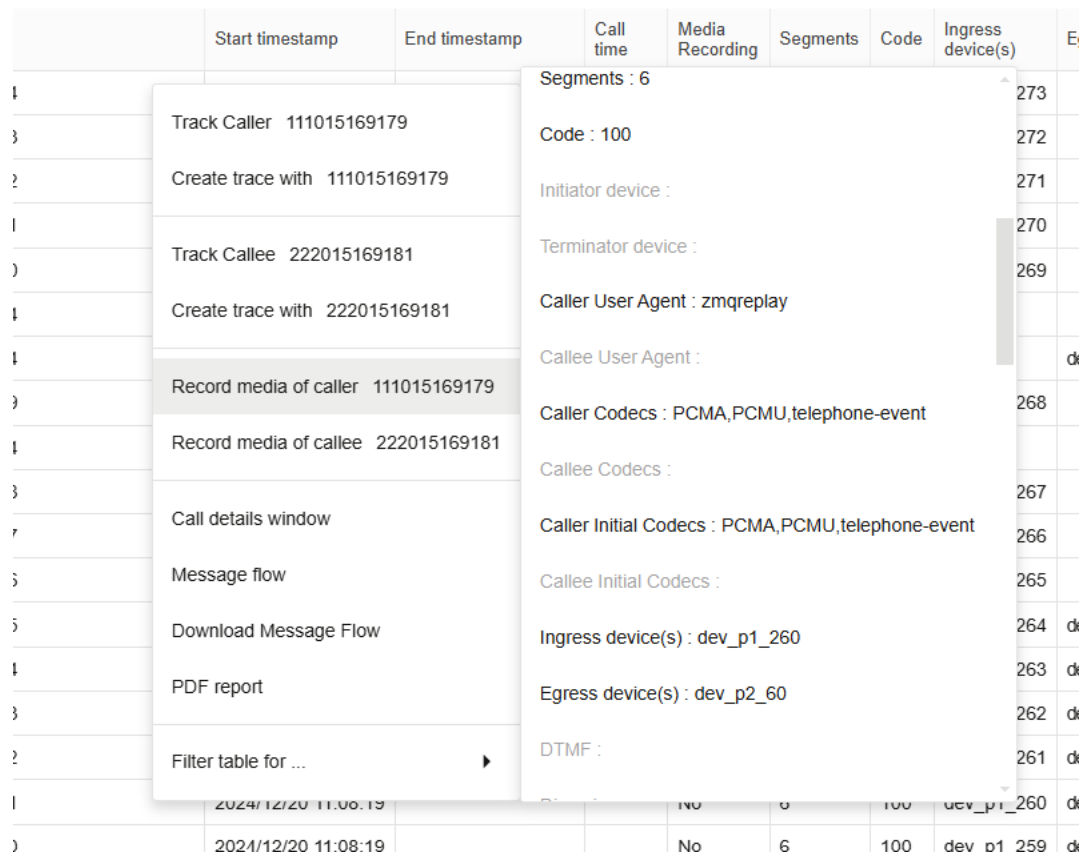 Start timestamp End timestamp Call time Media Recording Segments Code Ingress device(s)
Track Caller 111015169179
Create trace with 111015169179
Track Callee 222015169181
Create trace with 222015169181
Record media of caller 111015169179
Record media of callee 222015169181
Call details window
Message flow
Download Message Flow
PDF report
Filter table for ...
Segments : 6
Code : 100
Initiator device :
Terminator device :
Caller User Agent : zmqreplay
Callee User Agent :
Caller Codecs : PCMA,PCMU,telephone-event
Callee Codecs :
Caller Initial Codecs : PCMA,PCMU,telephone-event
Callee Initial Codecs :
Ingress device(s) : dev_p1_260
Egress device(s) : dev_p2_60
DTMF :
273
272
271
270
269
268
267
266
265
264
263
262
261
2024/12/20 11:08:19 No 6 100 dev_p1_260
2024/12/20 11:08:19 No 6 100 dev_p1_259